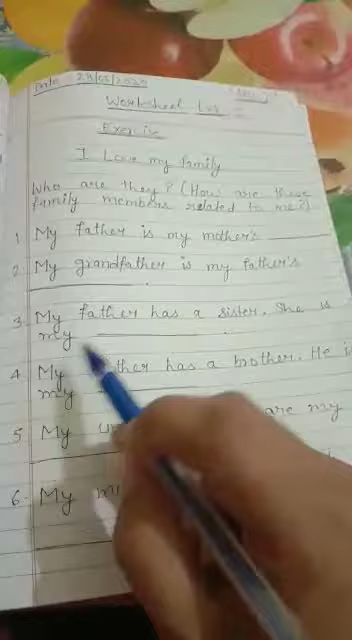 Date 29/05/2020
Worksheet
Exercise
I Love my family
Who are they? (How are these
family members related to me?)
1. My father is my mother's
2. My grandfather is my father's
.
3. My father has a sister. She is
my .
4. My other has a brother. He is
my
5. My are my
6. My